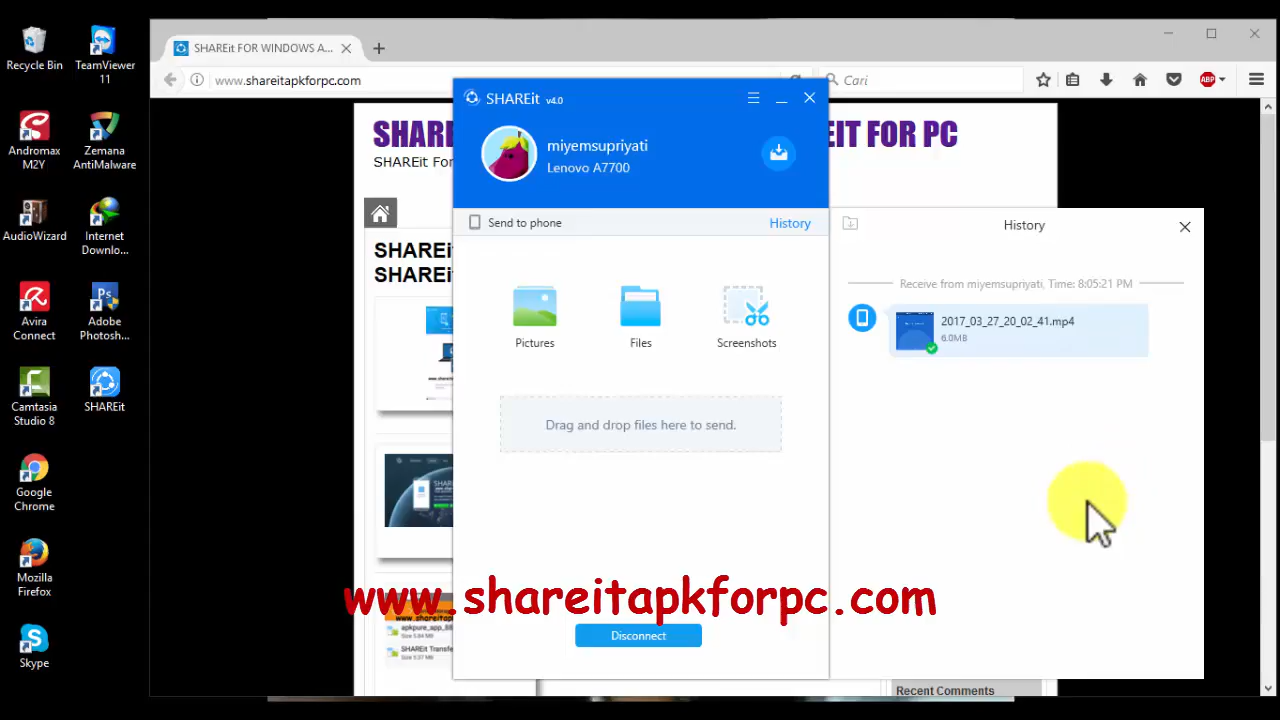 Recycle Bin
TeamViewer 11
Andromax M2Y
Zemana AntiMalware
AudioWizard
Internet Downlo...
Avira Connect
Adobe Photosh...
Camtasia Studio 8
SHAREit
Google Chrome
Mozilla Firefox
Skype
SHAREit FOR WINDOWS A...
www.shareitapkforpc.com
Cari
ABP
EIT FOR PC
SHAREit For
SHAREit
SHAREit
SHAREit v4.0
miyemsupriyati
Lenovo A7700
Send to phone
History
Pictures
Files
Screenshots
Drag and drop files here to send.
Disconnect
History
Receive from miyemsupriyati, Time: 8:05:21 PM
2017_03_27_20_02_41.mp4
6.0MB
www.shareitapkforpc.com
Recent Comments